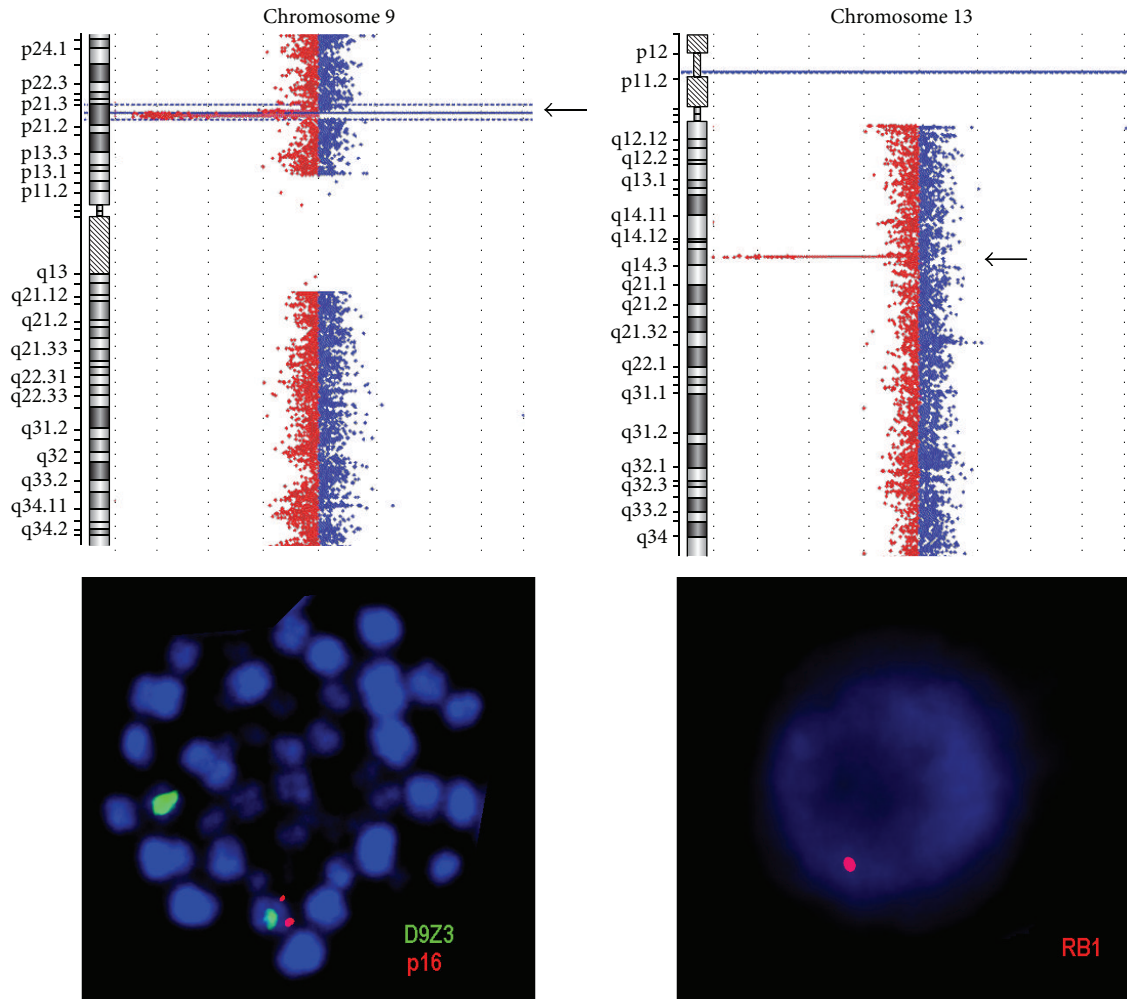 Chromosome 9
p24.1
p22.3
p21.3
p21.2
p13.3
p13.1
p11.2
q13
q21.12
q21.2
q21.33
q22.31
q22.33
q31.2
q32
q33.2
q34.11
q34.2
Chromosome 13
p12
p11.2
q12.12
q12.2
q13.1
q14.11
q14.12
q14.3
q21.1
q21.2
q21.32
q22.1
q31.1
q31.2
q32.1
q32.3
q33.2
q34
D9Z3
p16
RB1